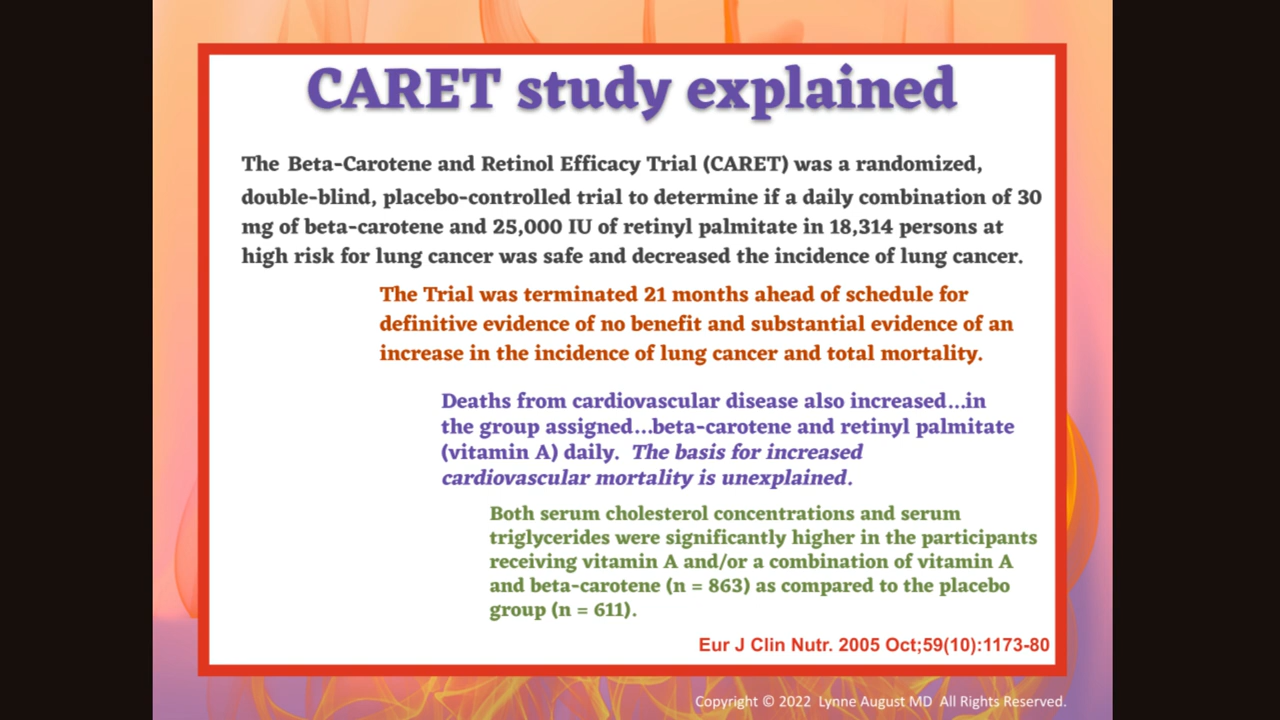 CARET study explained
The Beta-Carotene and Retinol Efficacy Trial (CARET) was a randomized,
double-blind, placebo-controlled trial to determine if a daily combination of 30
mg of beta-carotene and 25,000 IU of retinyl palmitate in 18,314 persons at
high risk for lung cancer was safe and decreased the incidence of lung cancer.
The Trial was terminated 21 months ahead of schedule for
definitive evidence of no benefit and substantial evidence of an
increase in the incidence of lung cancer and total mortality.
Deaths from cardiovascular disease also increased...in
the group assigned...beta-carotene and retinyl palmitate
(vitamin A) daily. The basis for increased
cardiovascular mortality is unexplained.
Both serum cholesterol concentrations and serum
triglycerides were significantly higher in the participants
receiving vitamin A and/or a combination of vitamin A
and beta-carotene (n = 863) as compared to the placebo
group (n = 611).
Eur J Clin Nutr. 2005 Oct;59(10):1173-80
Copyright © 2022 Lynne August MD All Rights Reserved.